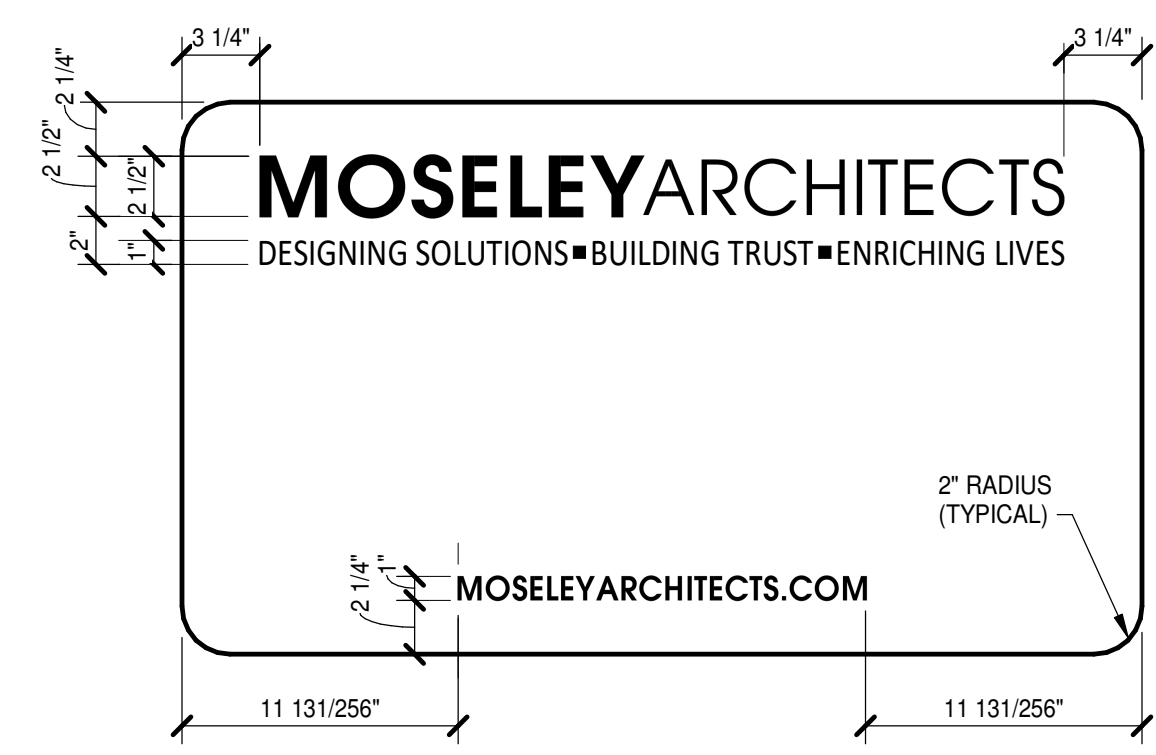 3 1/4"
3 1/4"
2 1/4"
2 1/2"
2 1/2"
2"
1"
MOSELEYARCHITECTS
DESIGNING SOLUTIONS■BUILDING TRUST■ENRICHING LIVES
2" RADIUS
(TYPICAL)
1"
2 1/4"
MOSELEYARCHITECTS.COM
11 131/256"
11 131/256"